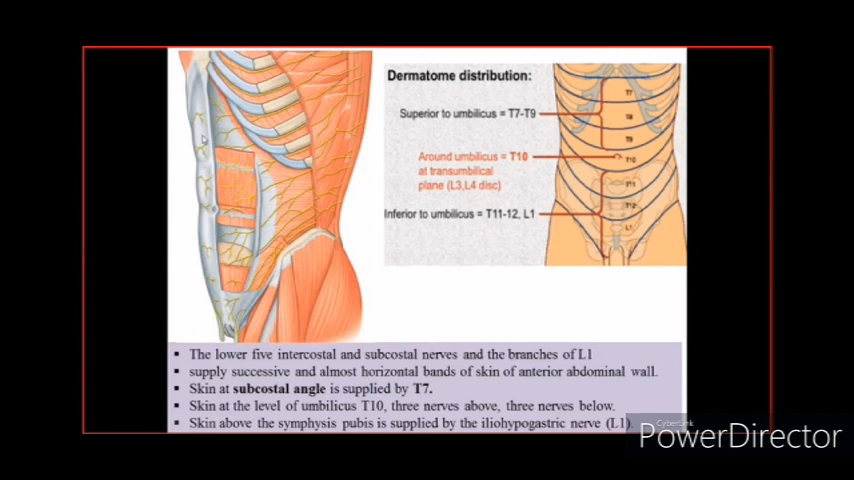 Dermatome distribution:
Superior to umbilicus = T7-T9
Around umbilicus = T10
at transumbilical
plane (L3,L4 disc)
Inferior to umbilicus = T11-12, L1
T7
T8
T9
T10
T11
T12
L1
▪ The lower five intercostal and subcostal nerves and the branches of L1
▪ supply successive and almost horizontal bands of skin of anterior abdominal wall.
▪ Skin at subcostal angle is supplied by T7.
▪ Skin at the level of umbilicus T10, three nerves above, three nerves below.
▪ Skin above the symphysis pubis is supplied by the iliohypogastric nerve (L1).
CyberLink
PowerDirector